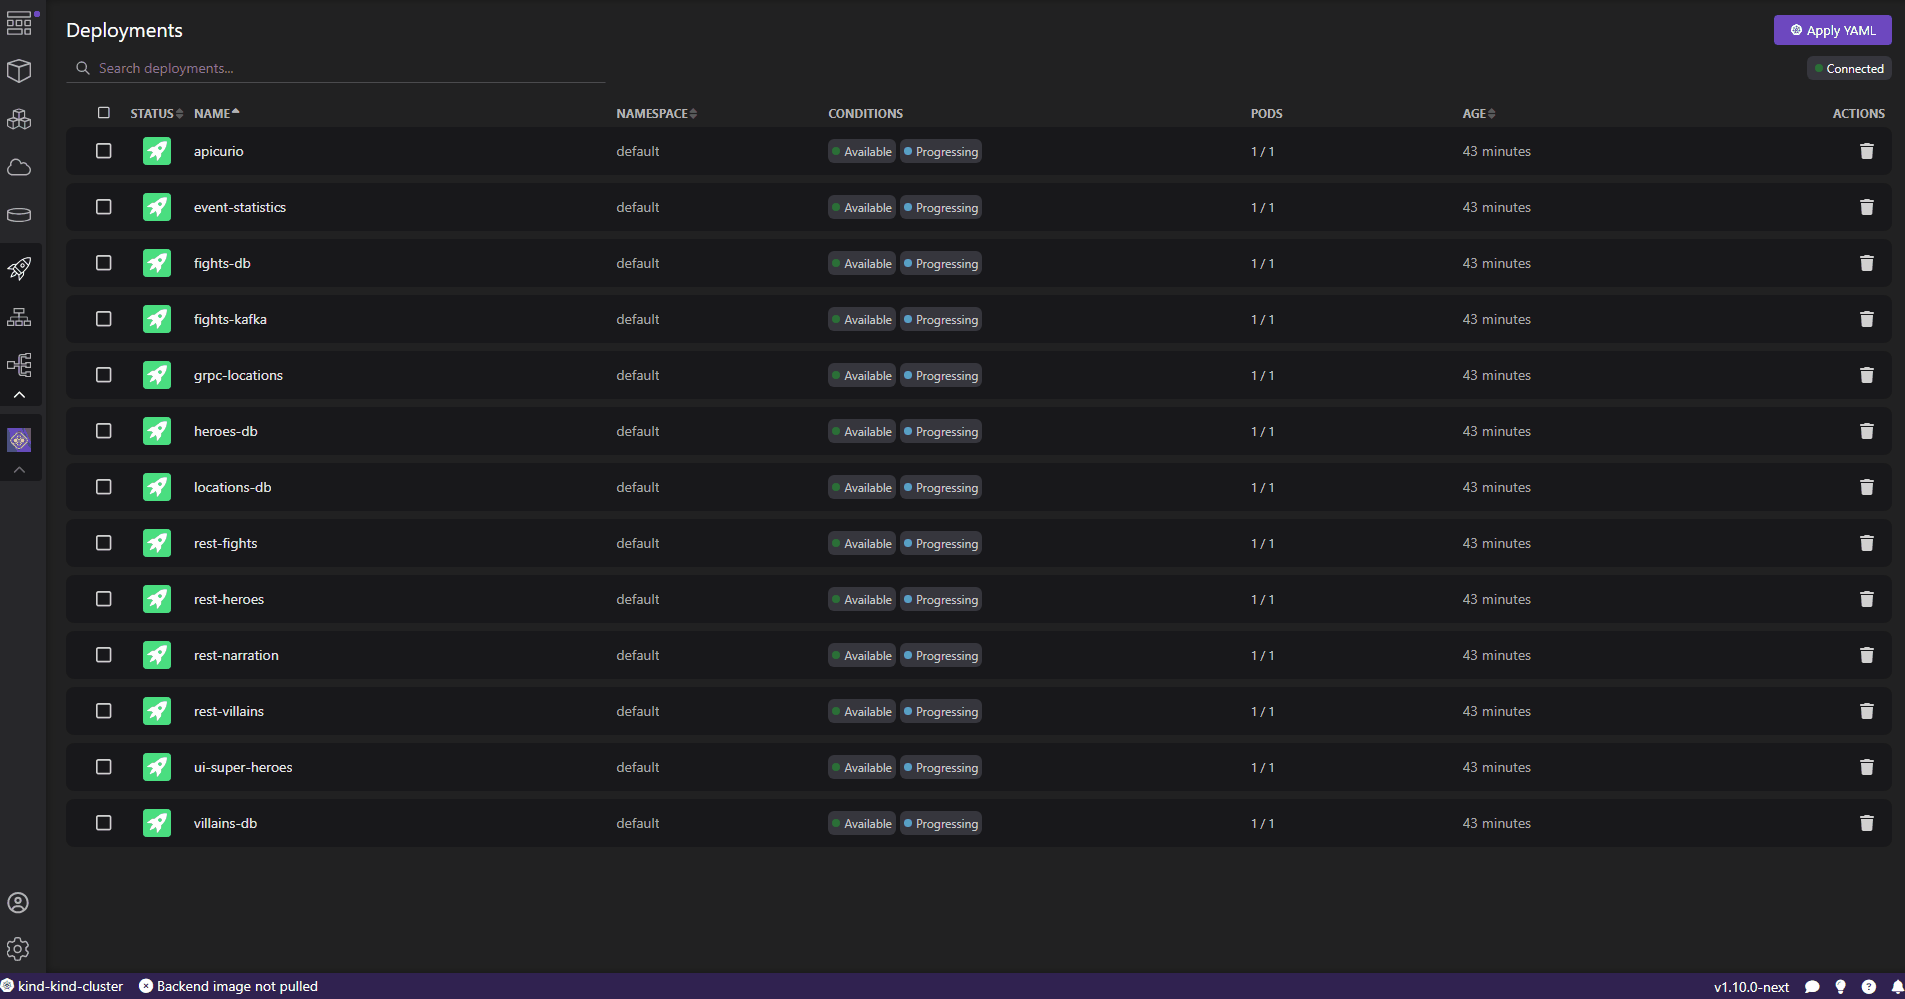 Deployments
Apply YAML
Search deployments...
Connected
STATUS NAME NAMESPACE CONDITIONS PODS AGE ACTIONS
apicurio default Available Progressing 1 / 1 43 minutes
event-statistics default Available Progressing 1 / 1 43 minutes
fights-db default Available Progressing 1 / 1 43 minutes
fights-kafka default Available Progressing 1 / 1 43 minutes
grpc-locations default Available Progressing 1 / 1 43 minutes
heroes-db default Available Progressing 1 / 1 43 minutes
locations-db default Available Progressing 1 / 1 43 minutes
rest-fights default Available Progressing 1 / 1 43 minutes
rest-heroes default Available Progressing 1 / 1 43 minutes
rest-narration default Available Progressing 1 / 1 43 minutes
rest-villains default Available Progressing 1 / 1 43 minutes
ui-super-heroes default Available Progressing 1 / 1 43 minutes
villains-db default Available Progressing 1 / 1 43 minutes
kind-kind-cluster Backend image not pulled v1.10.0-next